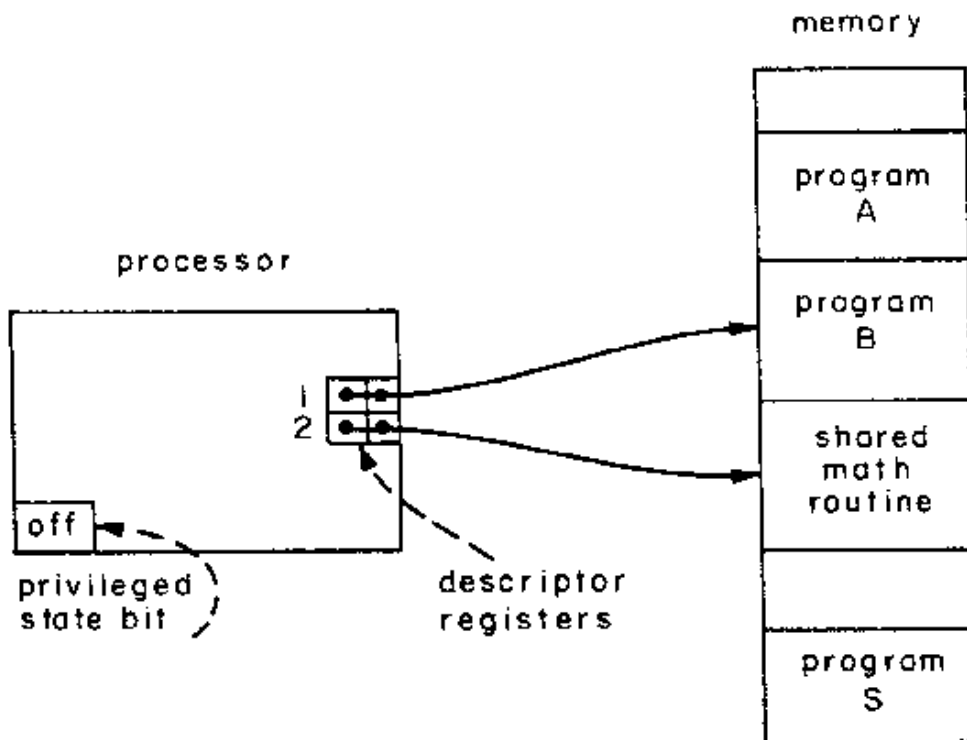 memory
program
A
processor
program
B
1
2
shared
math
routine
off
privileged
state bit
descriptor
registers
program
S